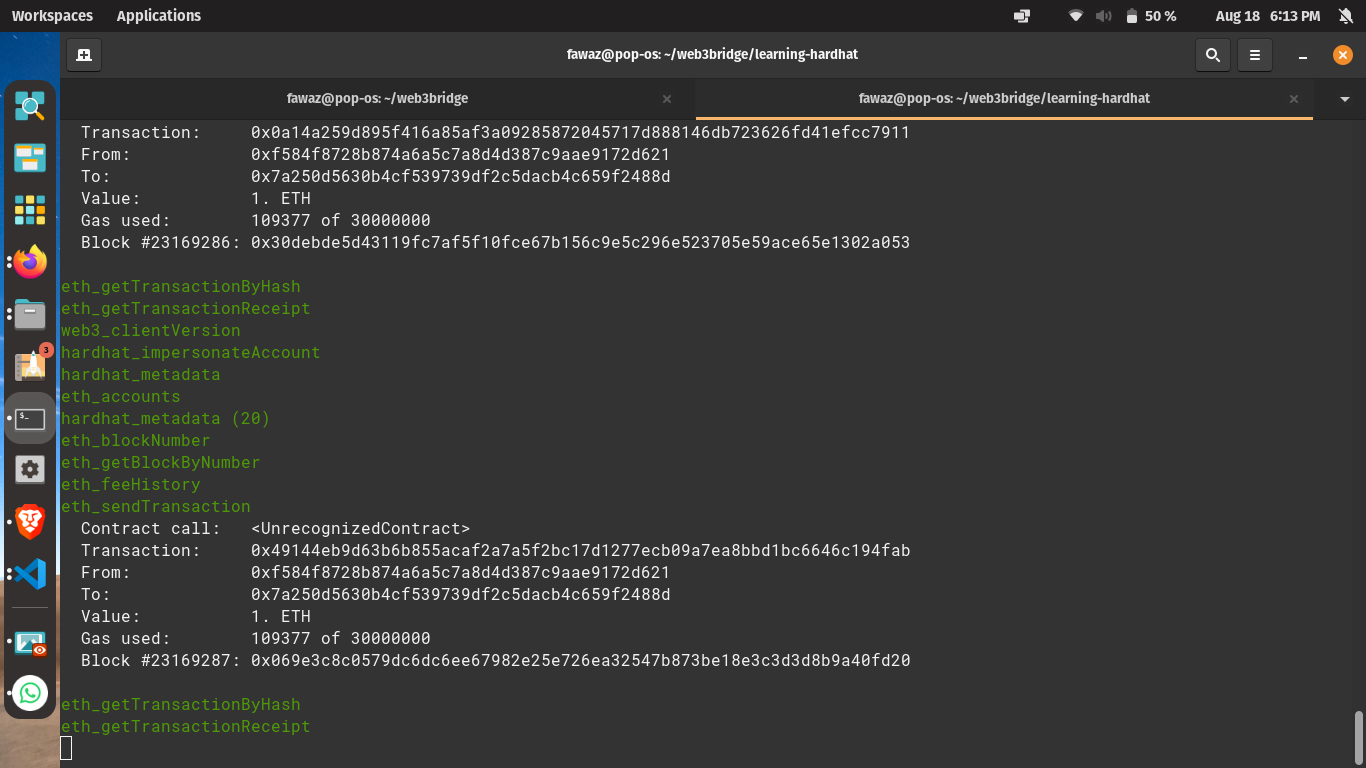 Workspaces Applications 50 % Aug 18 6:13 PM
fawaz@pop-os: ~/web3bridge/learning-hardhat
fawaz@pop-os: ~/web3bridge × fawaz@pop-os: ~/web3bridge/learning-hardhat ×
Transaction: 0x0a14a259d895f416a85af3a09285872045717d888146db723626fd41efcc7911
From: 0xf584f8728b874a6a5c7a8d4d387c9aae9172d621
To: 0x7a250d5630b4cf539739df2c5dacb4c659f2488d
Value: 1. ETH
Gas used: 109377 of 30000000
Block #23169286: 0x30debde5d43119fc7af5f10fce67b156c9e5c296e523705e59ace65e1302a053
eth_getTransactionByHash
eth_getTransactionReceipt
web3_clientVersion
hardhat_impersonateAccount
hardhat_metadata
eth_accounts
hardhat_metadata (20)
eth_blockNumber
eth_getBlockByNumber
eth_feeHistory
eth_sendTransaction
Contract call: <UnrecognizedContract>
Transaction: 0x49144eb9d63b6b855acaf2a7a5f2bc17d1277ecb09a7ea8bbd1bc6646c194fab
From: 0xf584f8728b874a6a5c7a8d4d387c9aae9172d621
To: 0x7a250d5630b4cf539739df2c5dacb4c659f2488d
Value: 1. ETH
Gas used: 109377 of 30000000
Block #23169287: 0x069e3c8c0579dc6dc6ee67982e25e726ea32547b873be18e3c3d3d8b9a40fd20
eth_getTransactionByHash
eth_getTransactionReceipt
3
$_